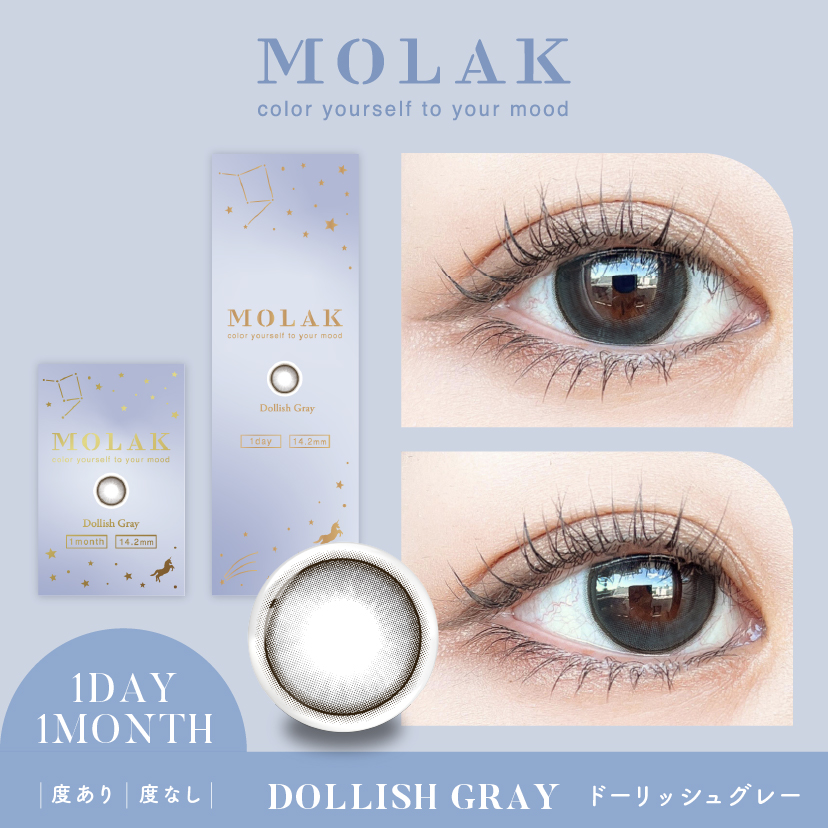 MOLAK
color yourself to your mood
MOLAK
color yourself to your mood
Dollish Gray
1day
14.2mm
MOLAK
color yourself to your mood
Dollish Gray
1month
14.2mm
1DAY
1MONTH
度あり 度なし
DOLLISH GRAY ドーリッシュグレー